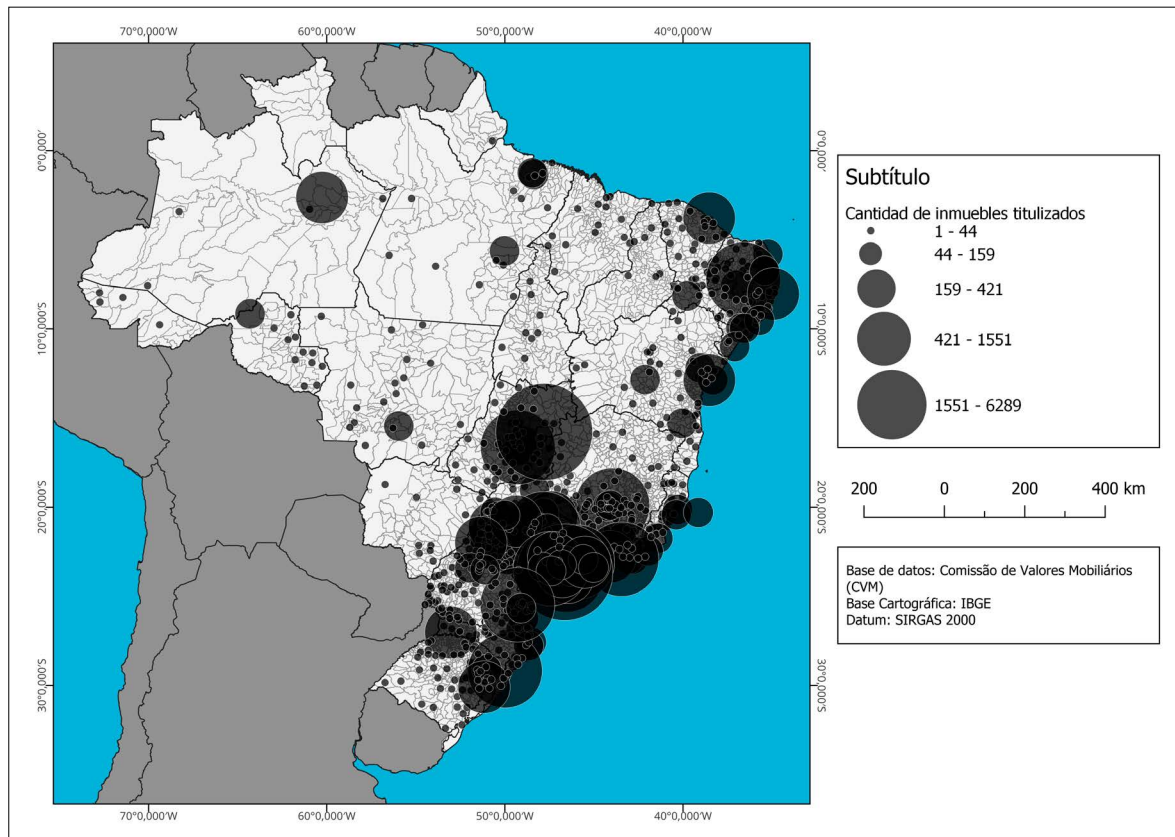 70°0,000'W 60°0,000'W 50°0,000'W 40°0,000'W
0°0,000' 0°0,000'
10°0,000'S 10°0,000'S
20°0,000'S 20°0,000'S
30°0,000'S 30°0,000'S
70°0,000'W 60°0,000'W 50°0,000'W 40°0,000'W
Subtítulo
Cantidad de inmuebles titulizados
1 - 44
44 - 159
159 - 421
421 - 1551
1551 - 6289
200 0 200 400 km
Base de datos: Comissão de Valores Mobiliários
(CVM)
Base Cartográfica: IBGE
Datum: SIRGAS 2000